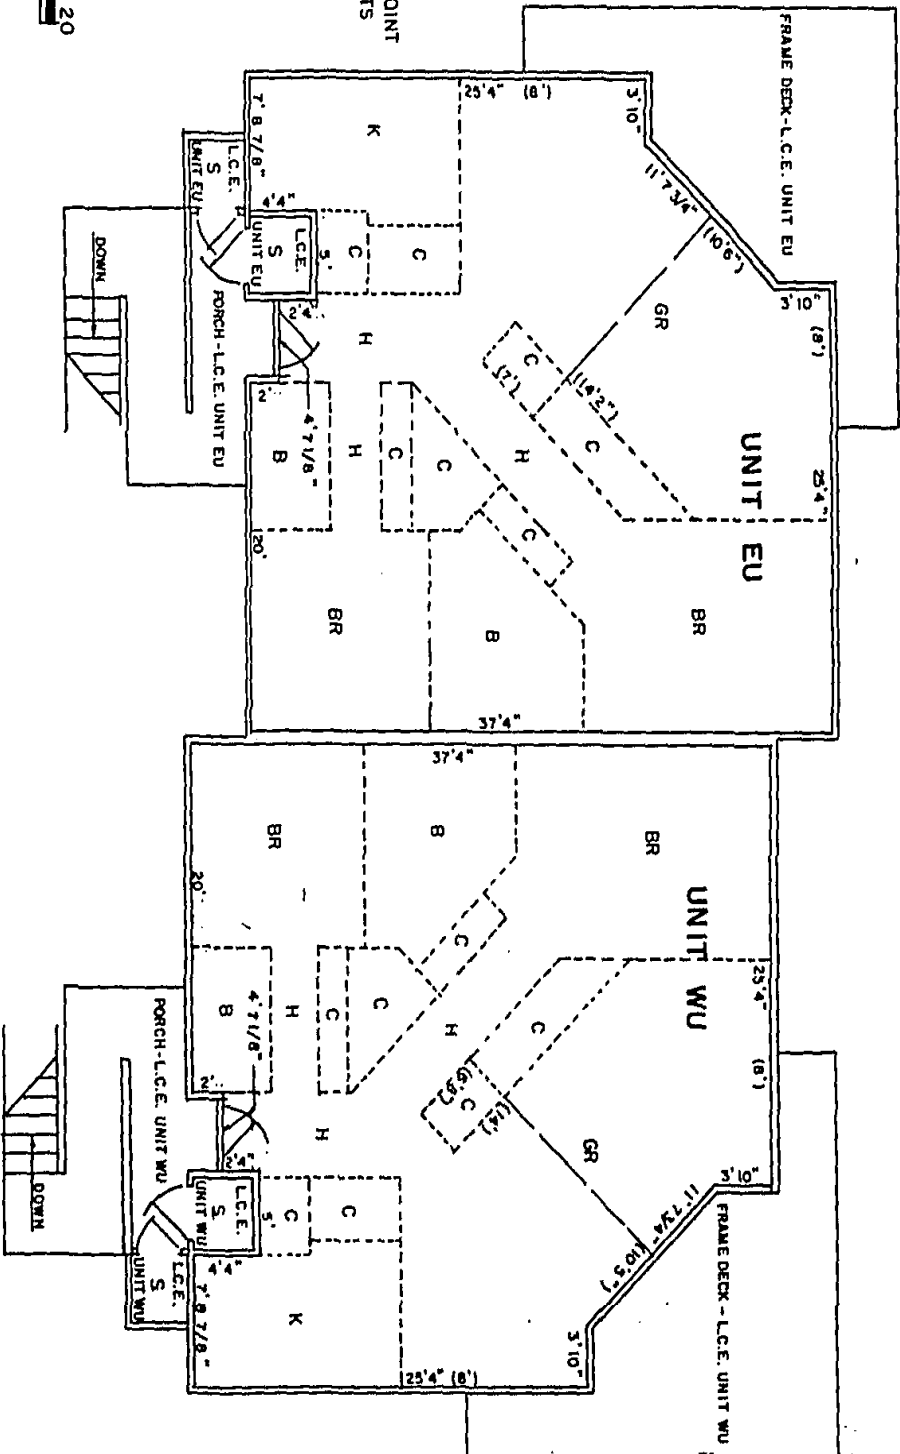 20
OINT
TS
FRAME DECK-L.C.E. UNIT EU
25'4" (8')
3'10"
11'7 3/4"
(10'6")
3'10"
(8')
25'4"
7' 8 7/8"
K
L.C.E.
S
UNIT EU
4'4"
L.C.E.
S
UNIT EU
5'
C
C
2'4"
H
GR
C
(7')
(14'2")
C
DOWN
PORCH-L.C.E. UNIT EU
2'
4'7 1/8"
B
H
C
C
H
C
UNIT EU
20'
BR
B
BR
37'4"
37'4"
BR
B
BR
20'
C
UNIT WU
25'4"
(8')
B
4'7 1/8"
H
C
C
H
C
C
(14')
2'
H
GR
2'4"
PORCH-L.C.E. UNIT WU
DOWN
L.C.E.
S
UNIT WU
5'
C
C
L.C.E.
S
UNIT WU
4'4"
7' 8 7/8"
K
3'10"
11'7 3/4"
(10'5")
3'10"
25'4" (8')
FRAME DECK-L.C.E. UNIT WU